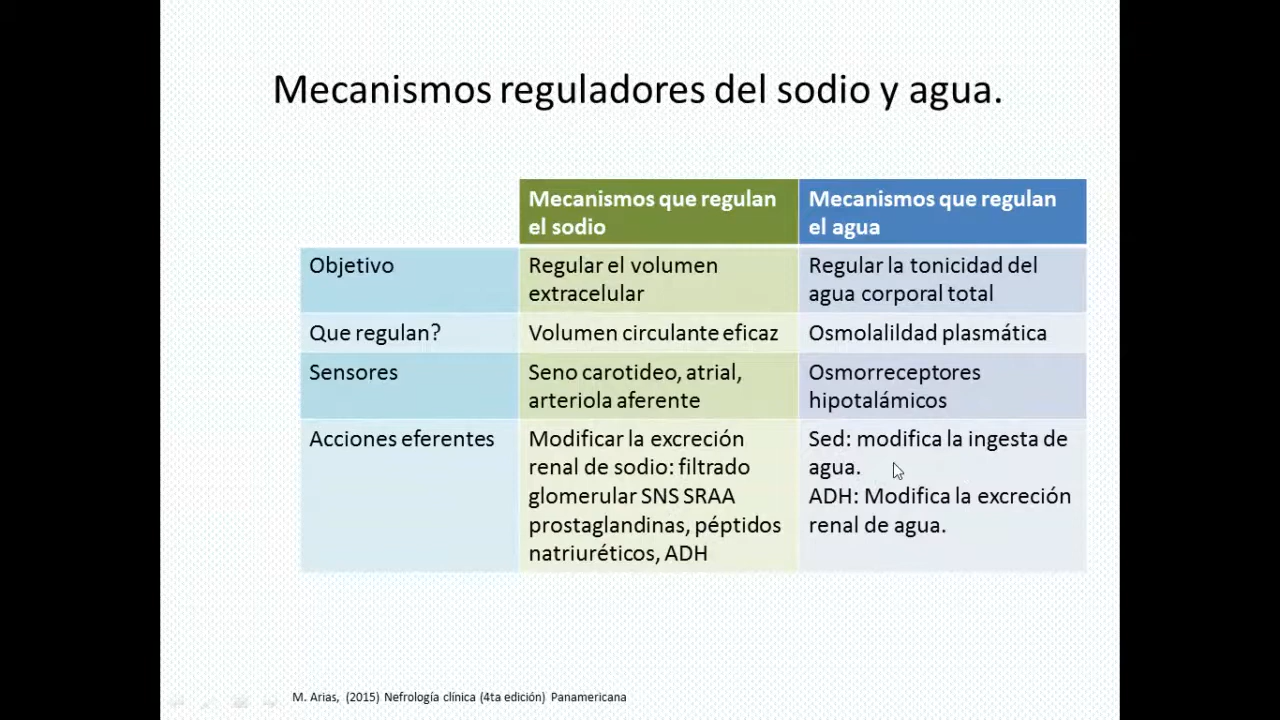 Mecanismos reguladores del sodio y agua.
Mecanismos que regulan
el sodio
Mecanismos que regulan
el agua
Objetivo
Regular el volumen
extracelular
Regular la tonicidad del
agua corporal total
Que regulan?
Volumen circulante eficaz
Osmolalildad plasmática
Sensores
Seno carotideo, atrial,
arteriola aferente
Osmorreceptores
hipotalámicos
Acciones eferentes
Modificar la excreción
renal de sodio: filtrado
glomerular SNS SRAA
prostaglandinas, péptidos
natriuréticos, ADH
Sed: modifica la ingesta de
agua.
ADH: Modifica la excreción
renal de agua.
M. Arias, (2015) Nefrología clínica (4ta edición) Panamericana